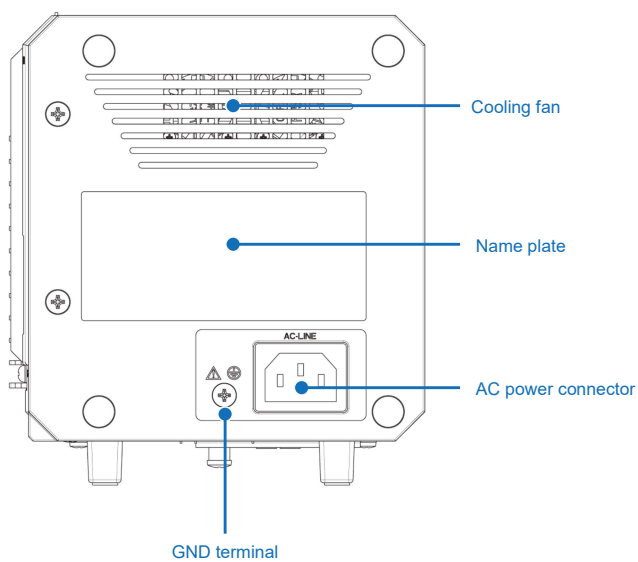 Cooling fan
Name plate
AC-LINE
AC power connector
GND terminal